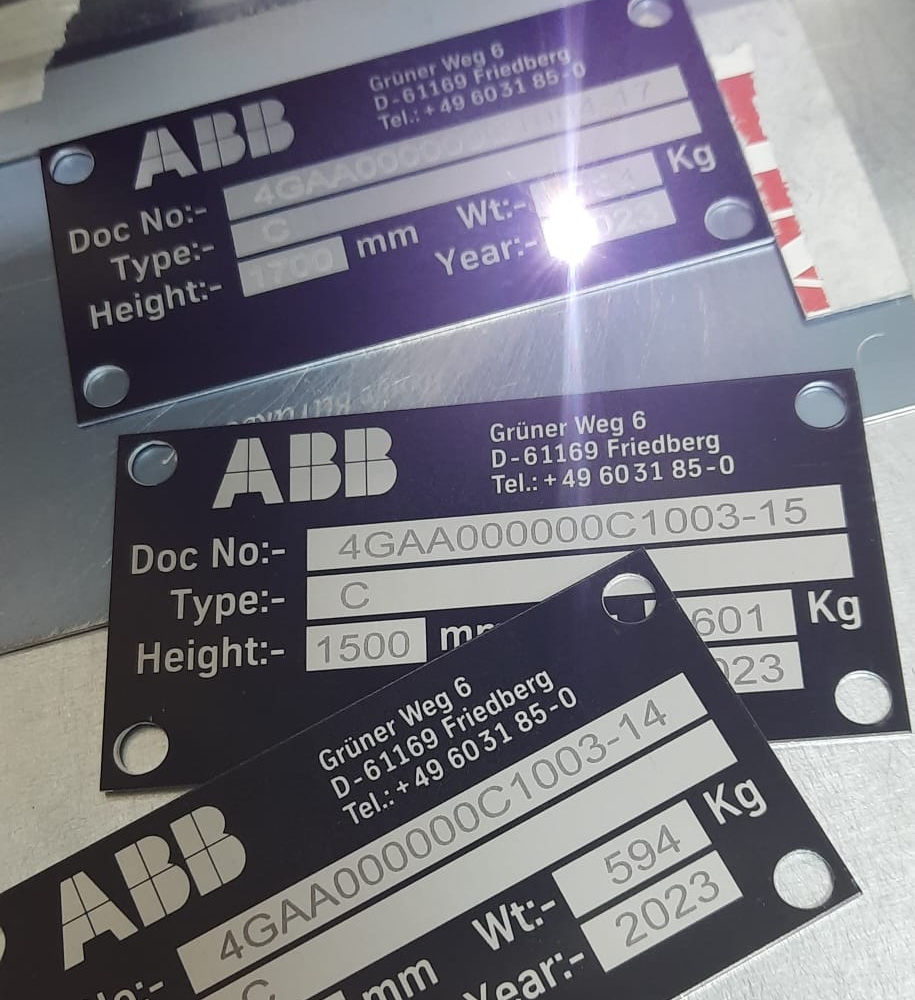 ABB
Grüner Weg 6
D-61169 Friedberg
Tel.:+49 6031 85-0
Doc No:-
Type:- C
Height:- 1700 mm
Wt:- Kg
Year:-
ABB
Grüner Weg 6
D-61169 Friedberg
Tel.:+49 6031 85-0
Doc No:- 4GAA000000C1003-15
Type:- C
Height:- 1500 601 Kg
ABB
Grüner Weg 6
D-61169 Friedberg
Tel.:+49 6031 85-0
4GAA000000C1003-14
C
mm Wt:- 594 Kg
Year:- 2023